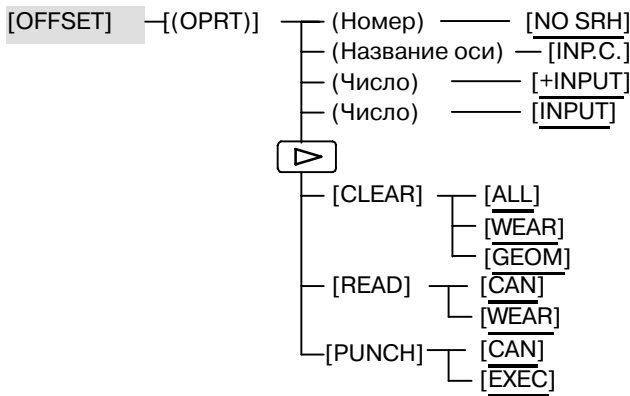 [OFFSET] [(OPRT)] (Номер) [NO SRH]
(Название оси) [INP.C.]
(Число) [+INPUT]
(Число) [INPUT]
[CLEAR] [ALL]
[WEAR]
[GEOM]
[READ] [CAN]
[WEAR]
[PUNCH] [CAN]
[EXEC]